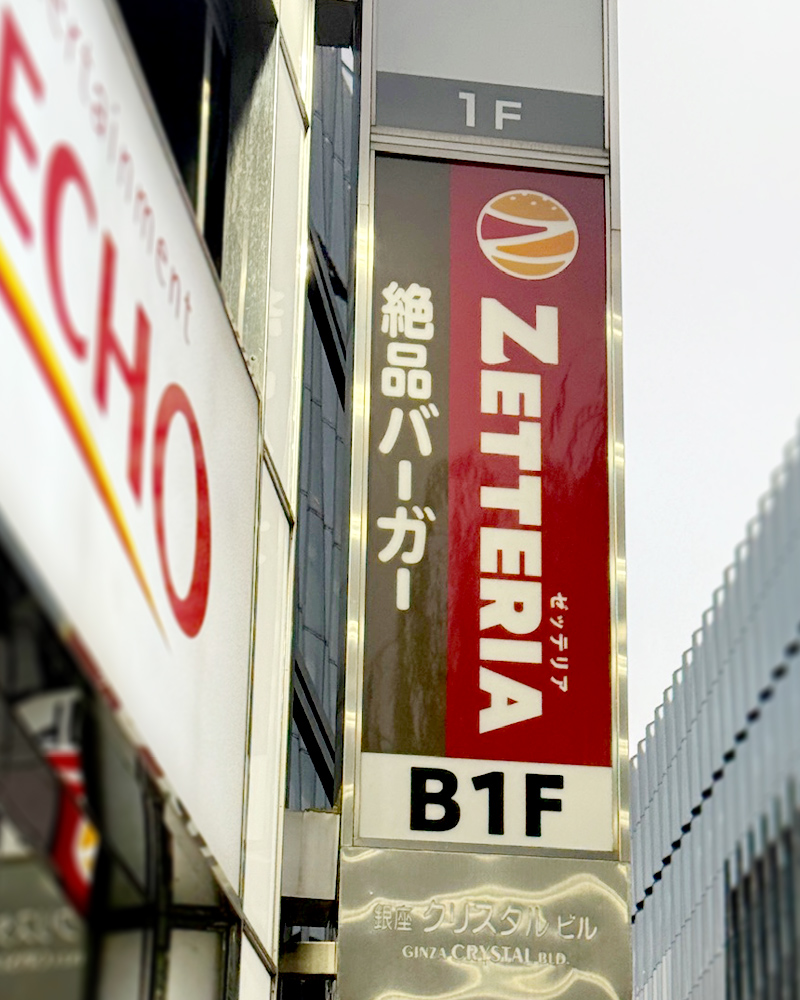 ertainment
ECHO
1F
ZETTERIA
ゼッテリア
絶品バーガー
B1F
銀座 クリスタル ビル
GINZA CRYSTAL BLD.